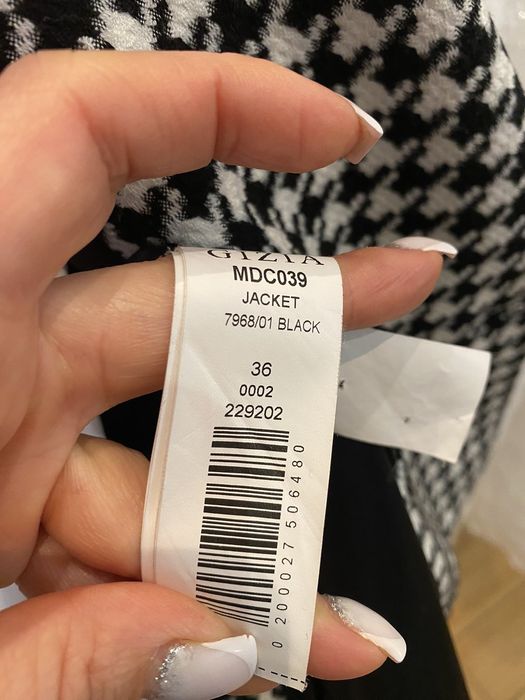 GIZIA
MDC039
JACKET
7968/01 BLACK
36
0002
229202
0 200027 506480